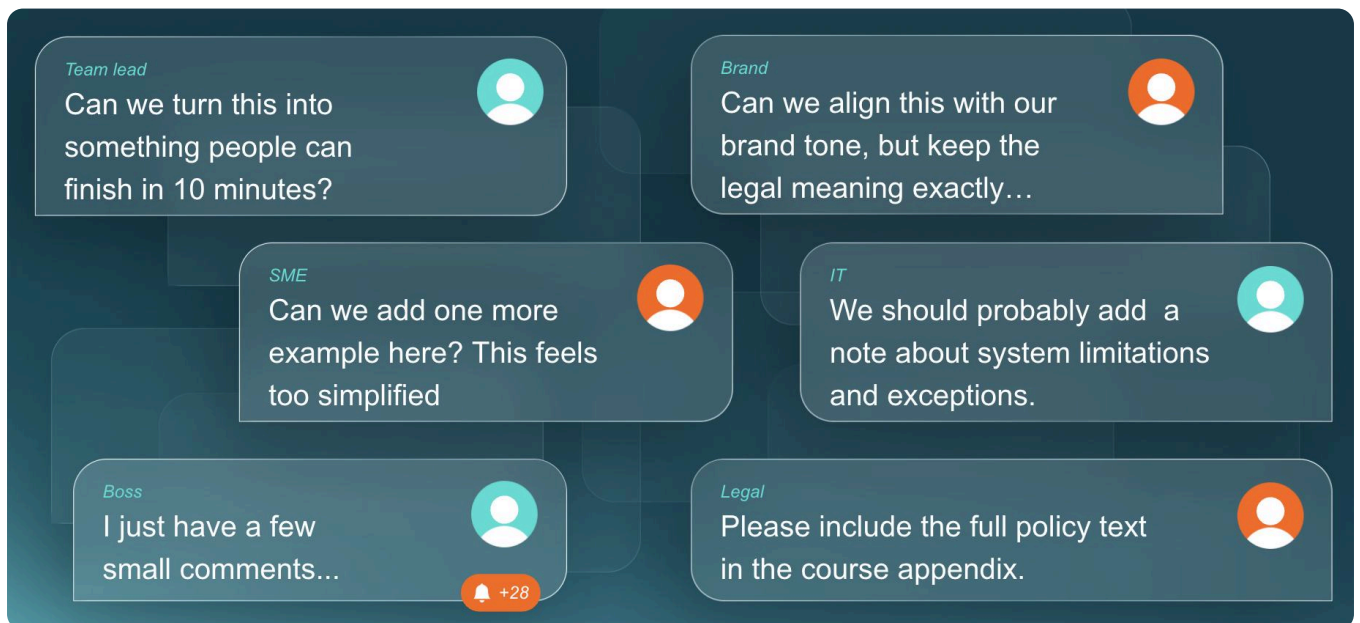 Team lead
Can we turn this into
something people can
finish in 10 minutes?
Brand
Can we align this with our
brand tone, but keep the
legal meaning exactly…
SME
Can we add one more
example here? This feels
too simplified
IT
We should probably add  a
note about system limitations
and exceptions.
Boss
I just have a few
small comments...
+28
Legal
Please include the full policy text
in the course appendix.